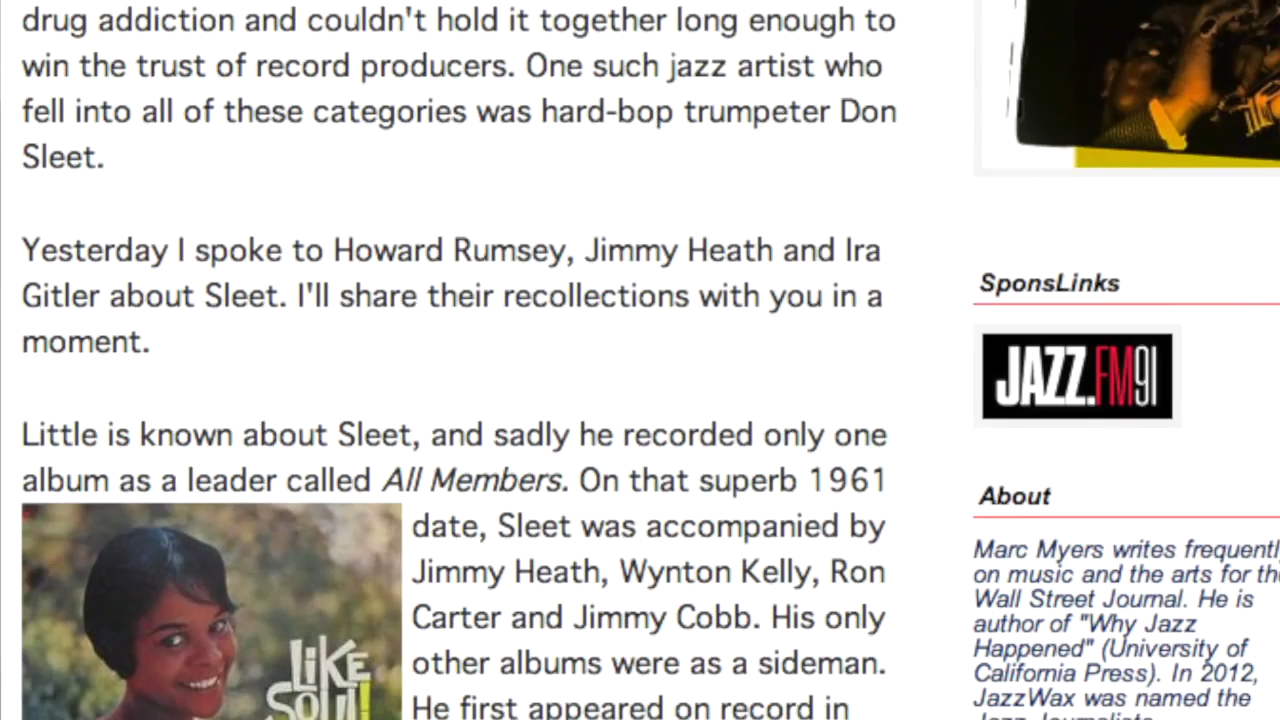 drug addiction and couldn't hold it together long enough to
win the trust of record producers. One such jazz artist who
fell into all of these categories was hard-bop trumpeter Don
Sleet.
Yesterday I spoke to Howard Rumsey, Jimmy Heath and Ira
Gitler about Sleet. I'll share their recollections with you in a
moment.
Little is known about Sleet, and sadly he recorded only one
album as a leader called All Members. On that superb 1961
date, Sleet was accompanied by
Jimmy Heath, Wynton Kelly, Ron
Carter and Jimmy Cobb. His only
other albums were as a sideman.
He first appeared on record in
LIKE
SOUL!
SponsLinks
JAZZ.FM91
About
Marc Myers writes frequently
on music and the arts for the
Wall Street Journal. He is
author of "Why Jazz
Happened" (University of
California Press). In 2012,
JazzWax was named the
Jazz Journalists